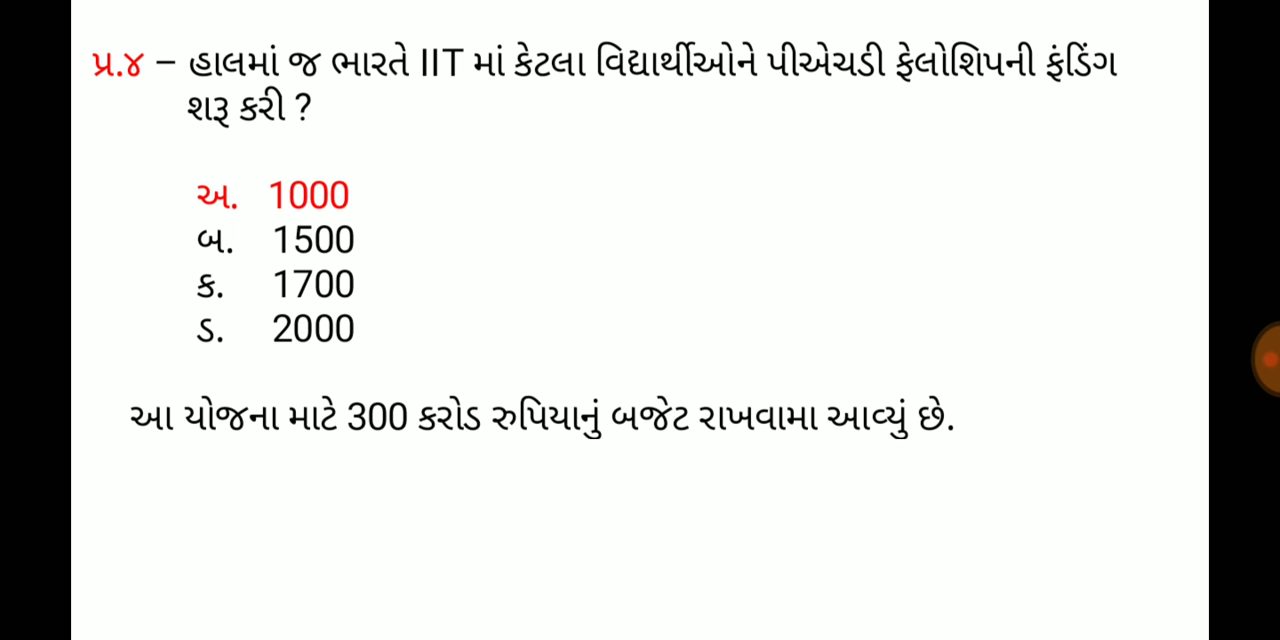 પ્ર.૪ – હાલમાં જ ભારતે IIT માં કેટલા વિદ્યાર્થીઓને પીએચડી ફેલોશિપની ફંડિંગ
શરૂ કરી ?
અ. 1000
બ. 1500
ક. 1700
ડ. 2000
આ યોજના માટે 300 કરોડ રુપિયાનું બજેટ રાખવામા આવ્યું છે.